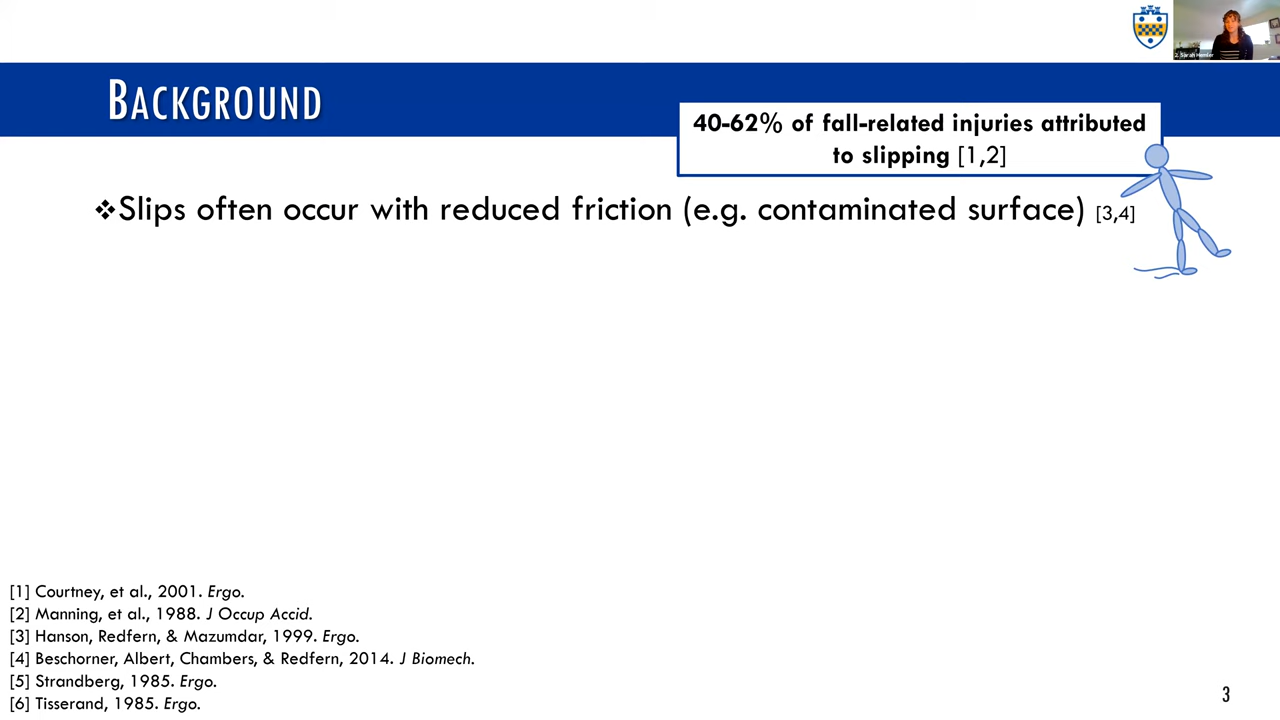 2. Sarah Hemler
BACKGROUND
40-62% of fall-related injuries attributed
to slipping [1,2]
❖Slips often occur with reduced friction (e.g. contaminated surface) [3,4]
[1] Courtney, et al., 2001. Ergo.
[2] Manning, et al., 1988. J Occup Accid.
[3] Hanson, Redfern, & Mazumdar, 1999. Ergo.
[4] Beschorner, Albert, Chambers, & Redfern, 2014. J Biomech.
[5] Strandberg, 1985. Ergo.
[6] Tisserand, 1985. Ergo.
3